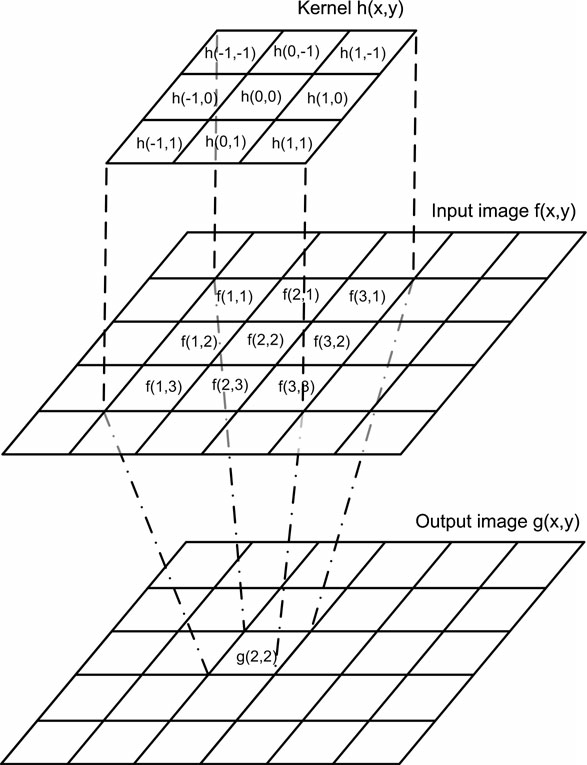 Kernel h(x,y)
h(-1,-1) h(0,-1) h(1,-1)
h(-1,0) h(0,0) h(1,0)
h(-1,1) h(0,1) h(1,1)
Input image f(x,y)
f(1,1) f(2,1) f(3,1)
f(1,2) f(2,2) f(3,2)
f(1,3) f(2,3) f(3,3)
Output image g(x,y)
g(2,2)